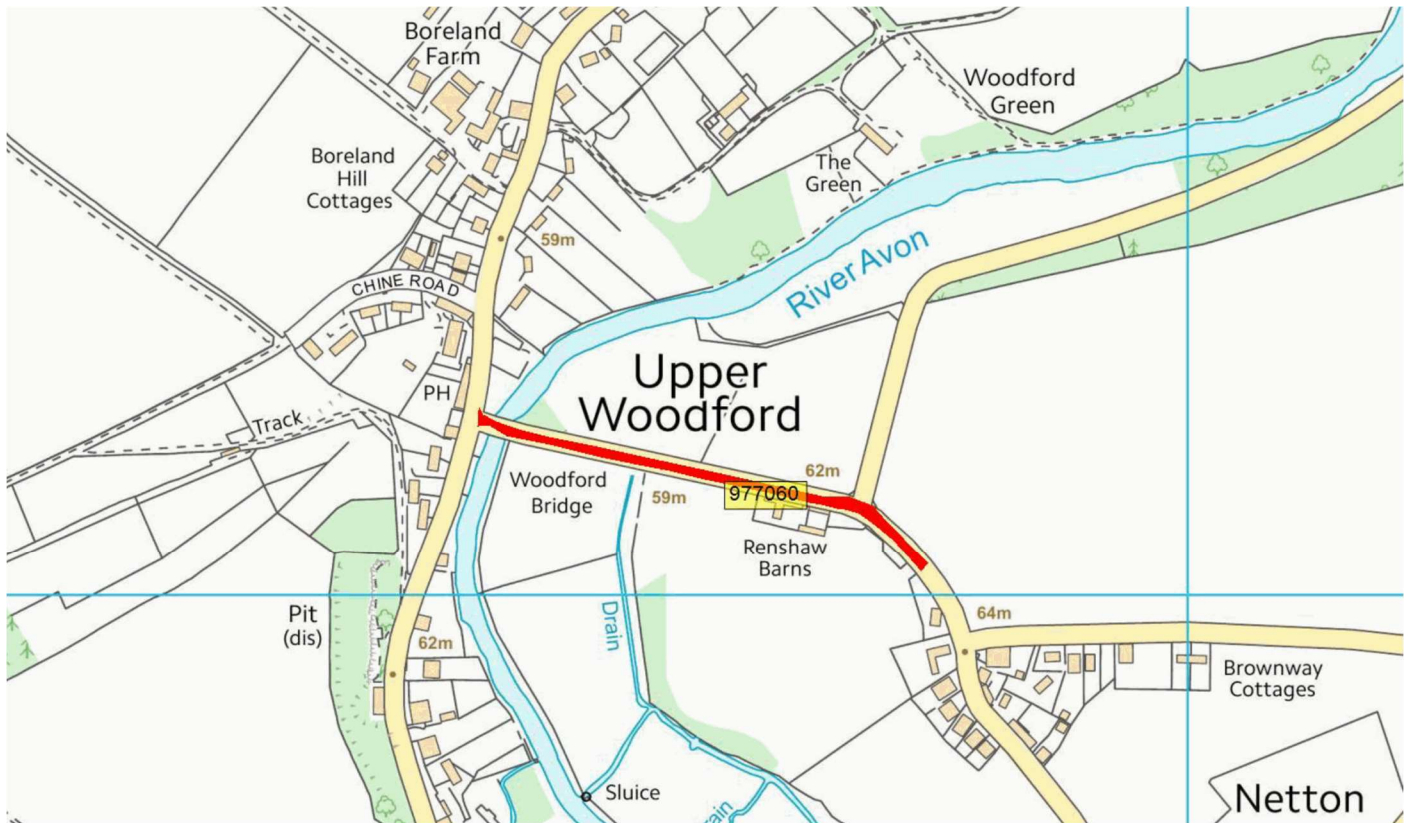 Boreland
Farm
Woodford
Green
Boreland
Hill
Cottages
The
Green
59m
River Avon
CHINE ROAD
Upper
Woodford
PH
Track
62m
Woodford
Bridge
59m
977060
Renshaw
Barns
Pit
(dis)
Drain
64m
62m
Brownway
Cottages
Sluice
Netton